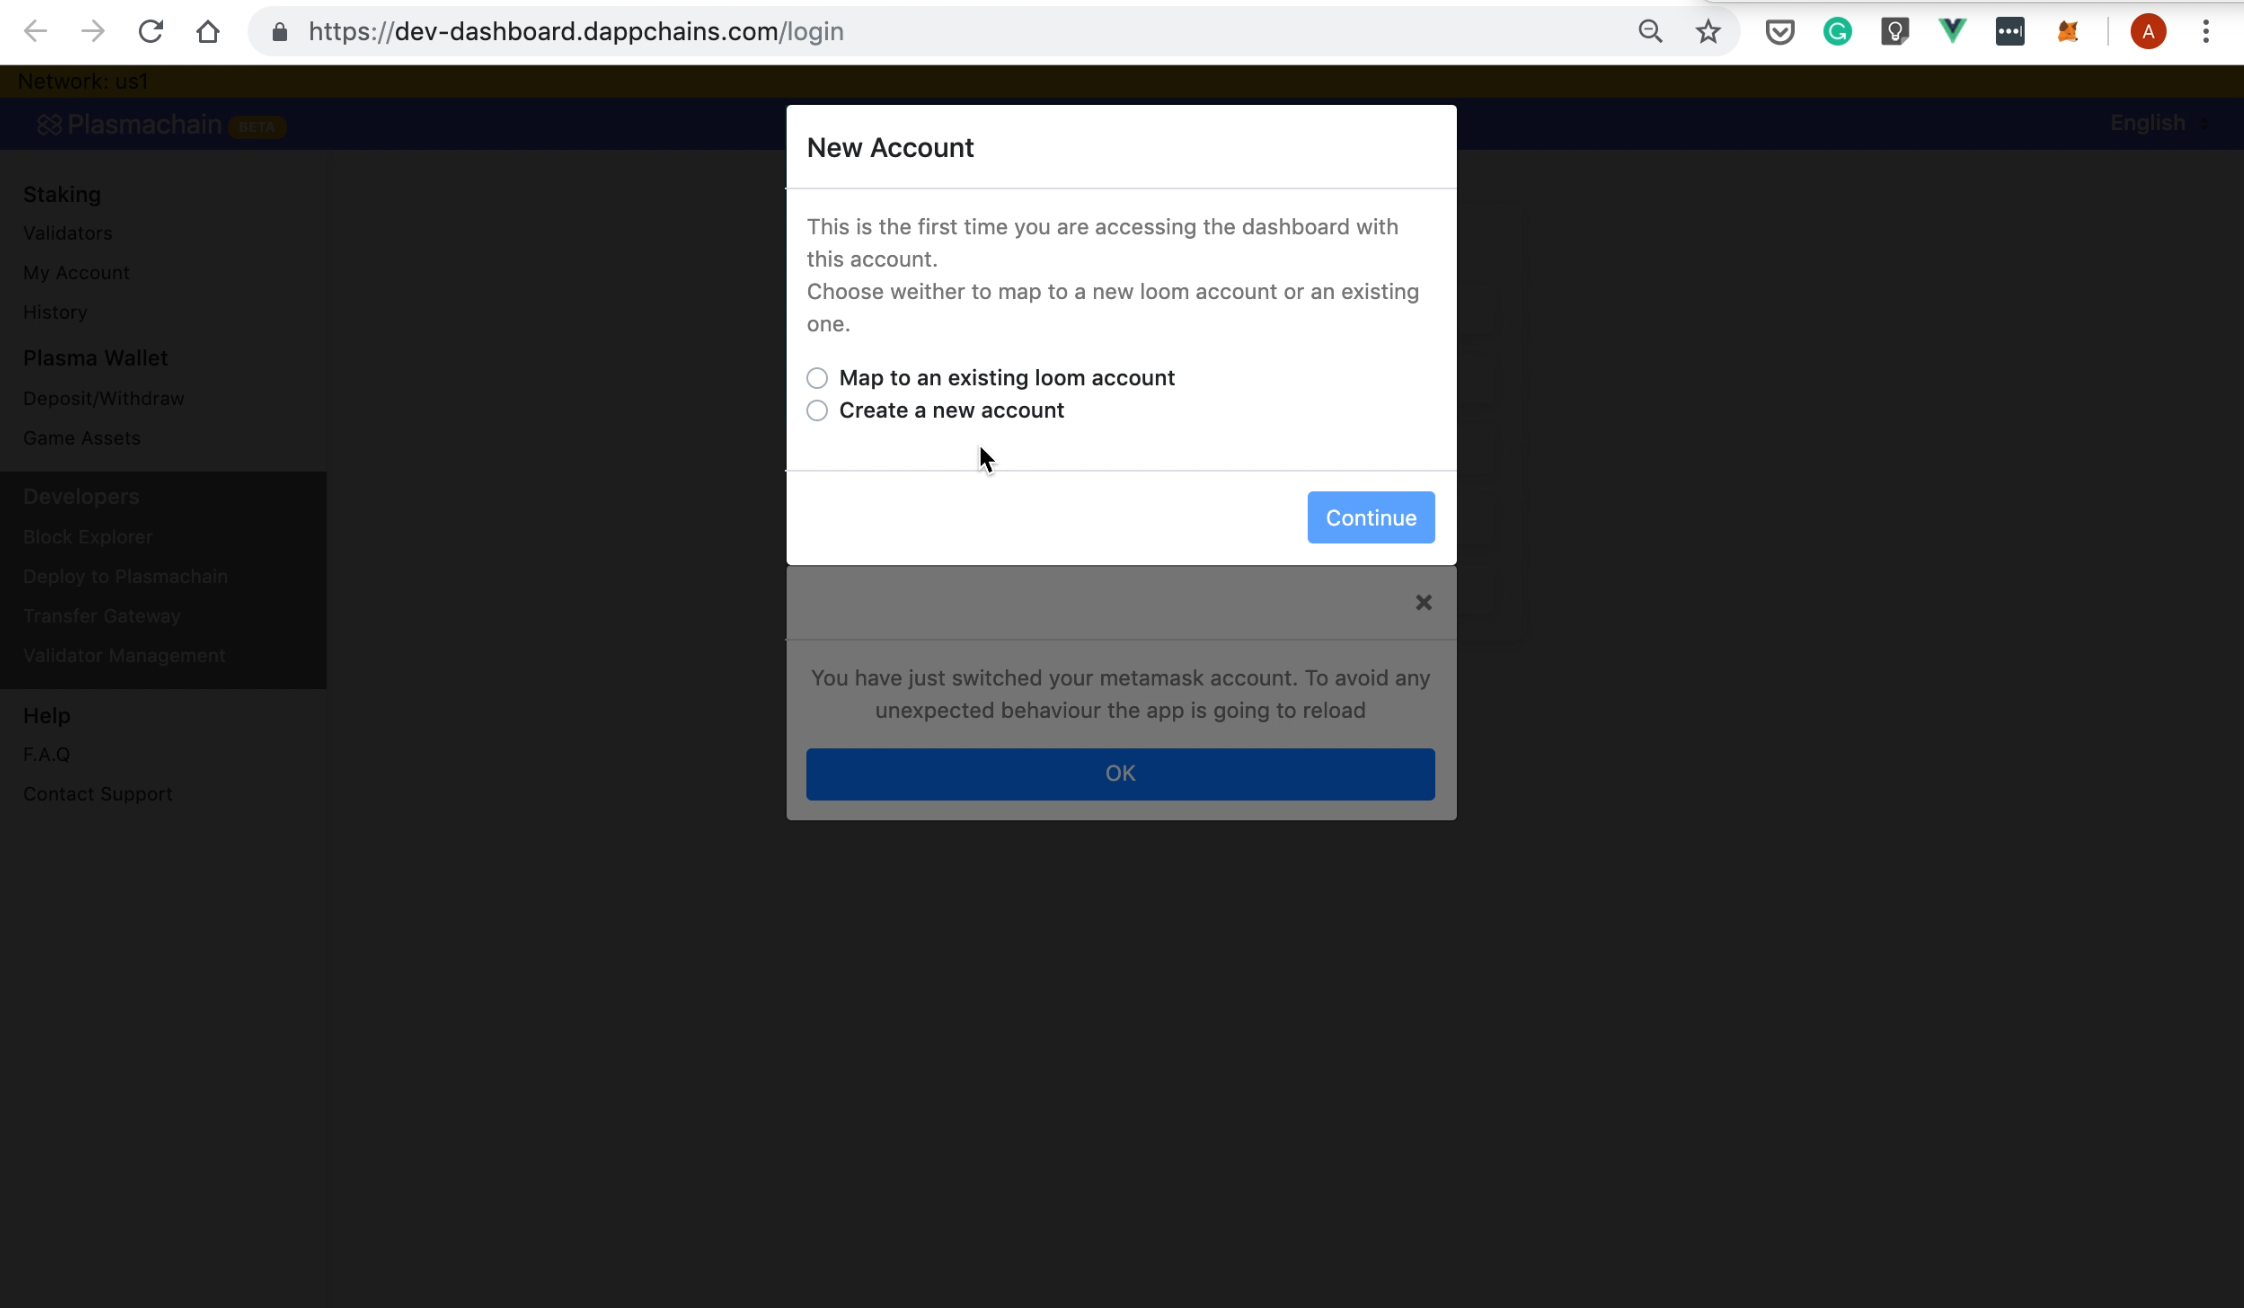 https://dev-dashboard.dappchains.com/login
A
Network: us1
Plasmachain BETA
English
Staking
Validators
My Account
History
Plasma Wallet
Deposit/Withdraw
Game Assets
Developers
Block Explorer
Deploy to Plasmachain
Transfer Gateway
Validator Management
Help
F.A.Q
Contact Support
New Account
This is the first time you are accessing the dashboard with
this account.
Choose weither to map to a new loom account or an existing
one.
Map to an existing loom account
Create a new account
Continue
You have just switched your metamask account. To avoid any
unexpected behaviour the app is going to reload
OK